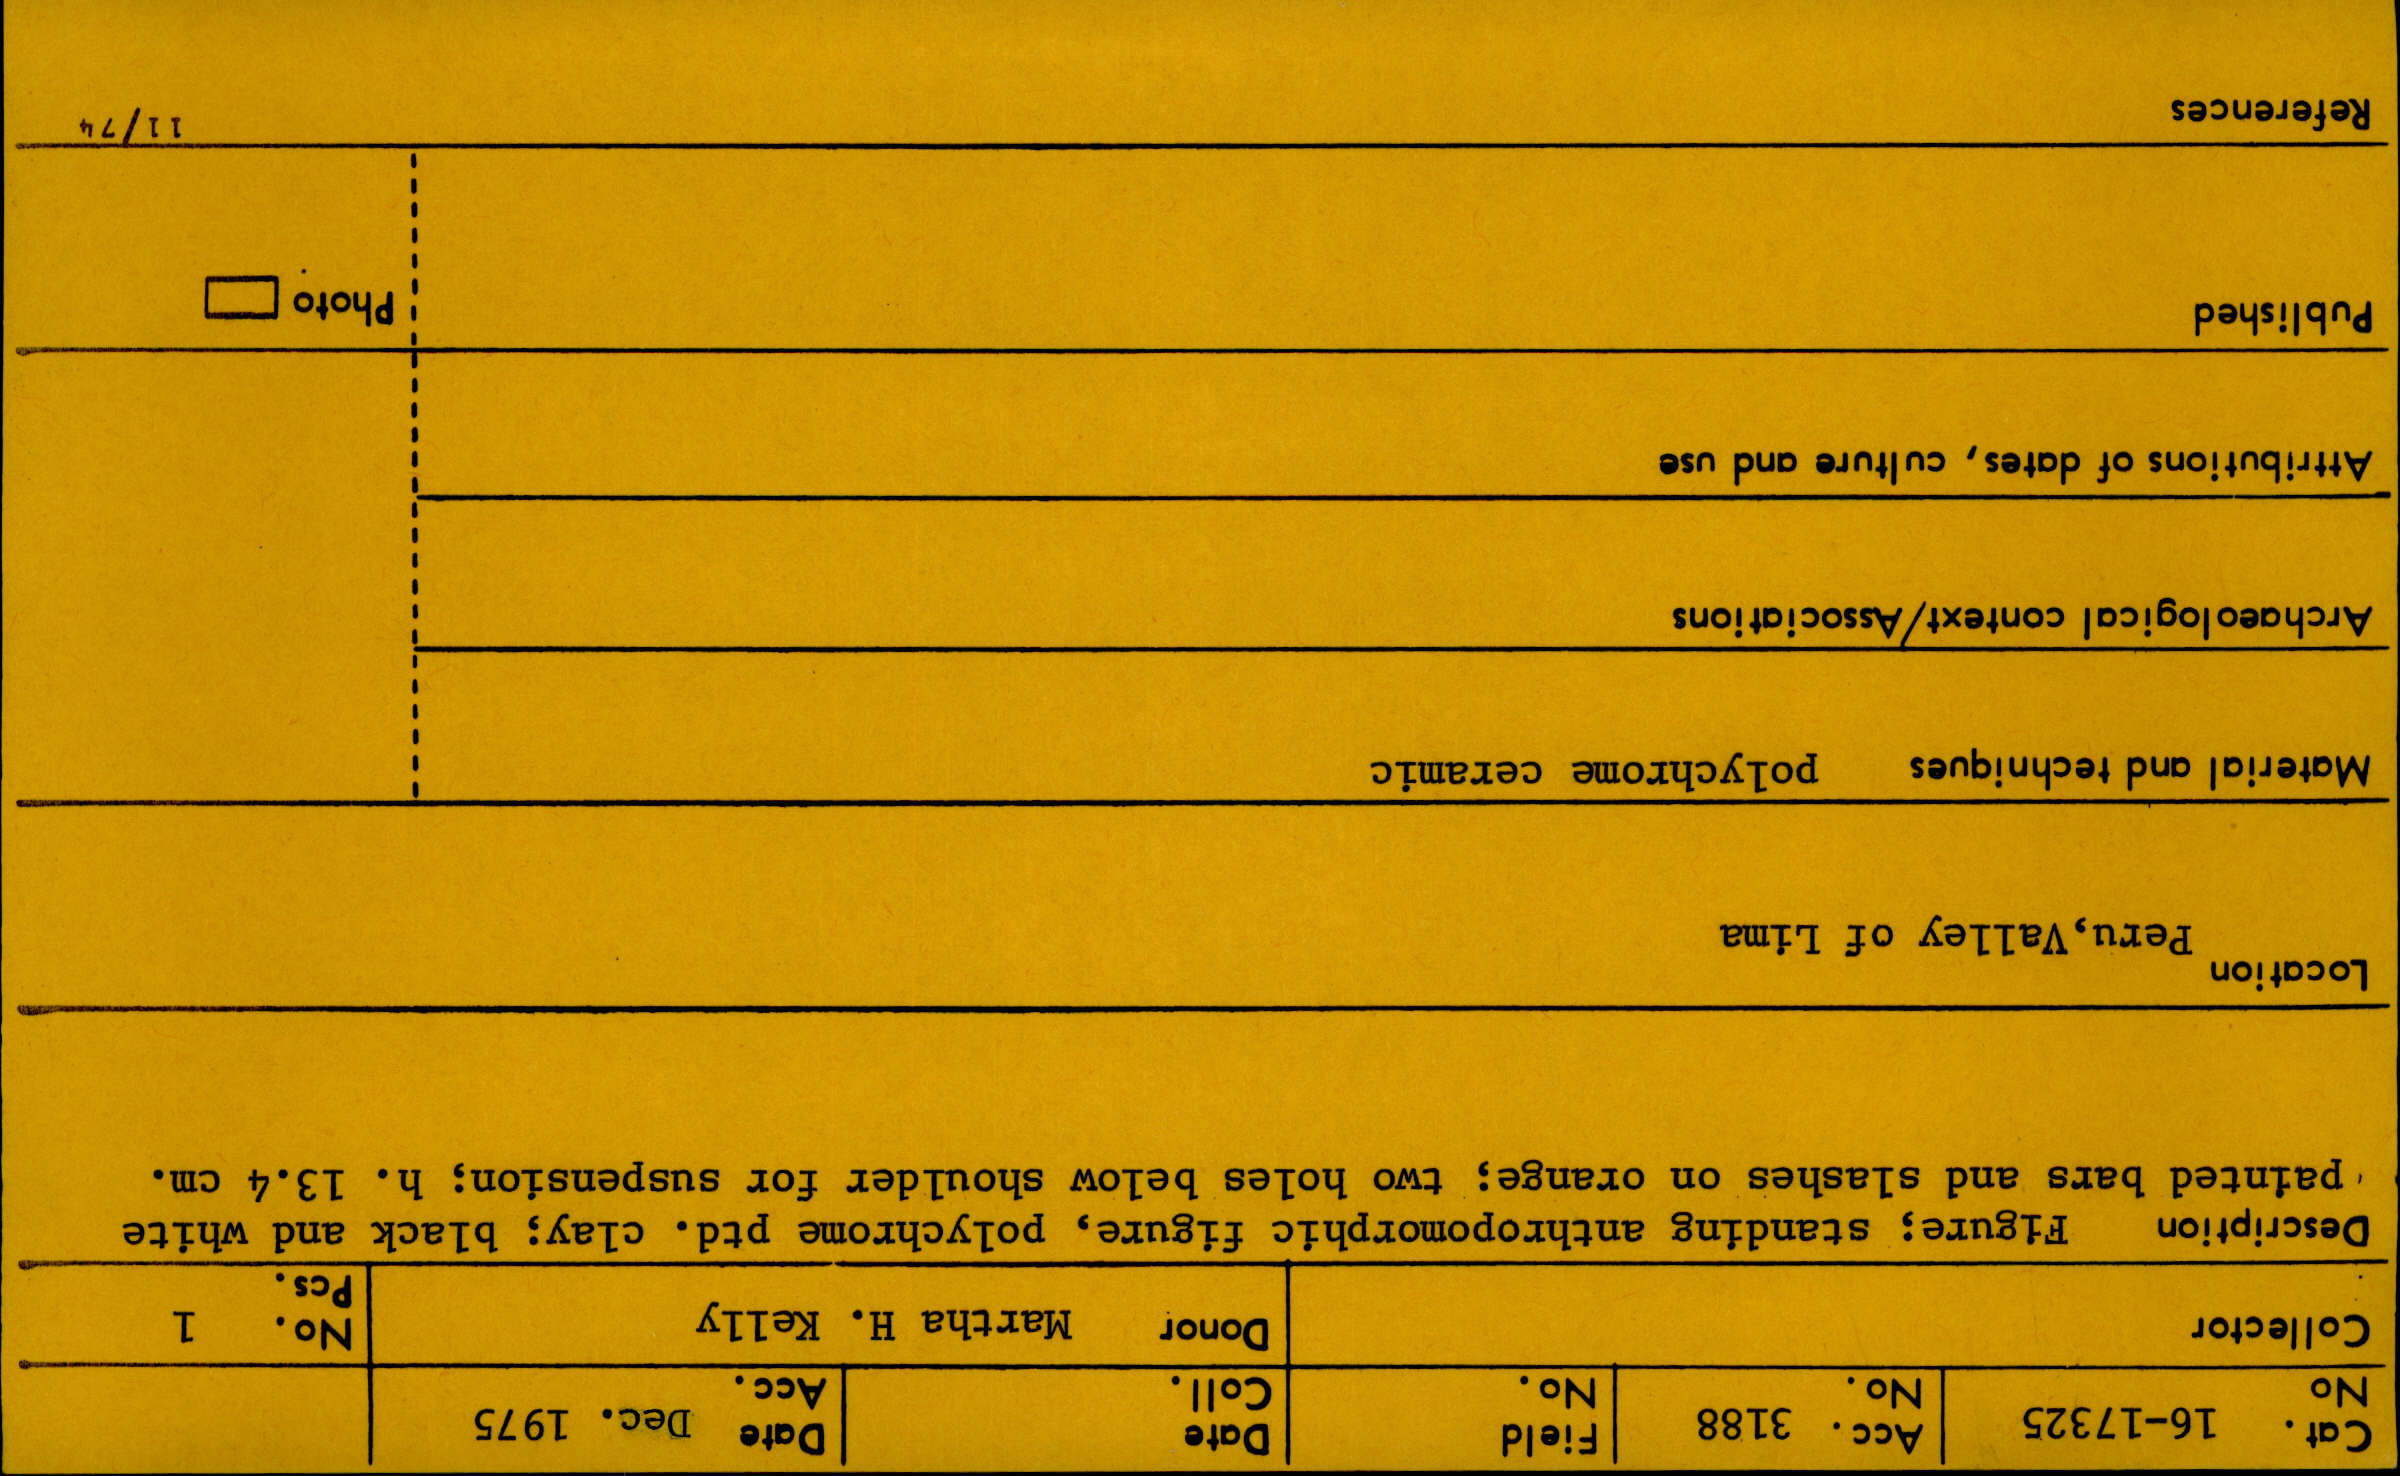 Cat. No 16-17325 Acc. No. 3188 Field No. Date Coll. Date Acc. Dec. 1975
Collector Donor Martha H. Kelly No. Pcs. 1
Description Figure; standing anthropomorphic figure, polychrome ptd. clay; black and white
painted bars and slashes on orange; two holes below shoulder for suspension; h. 13.4 cm.
Location Peru,Valley of Lima
Material and techniques polychrome ceramic
Archaeological context/Associations
Attributions of dates, culture and use
Published Photo
References 11/74